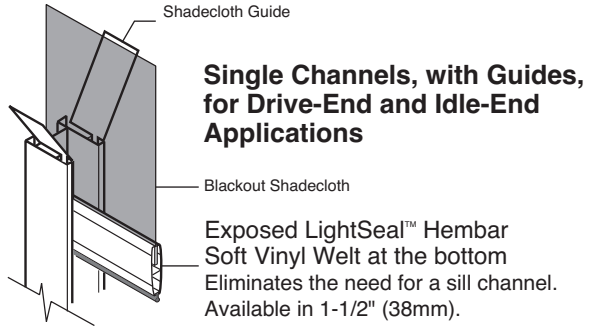 Shadecloth Guide
Single Channels, with Guides,
for Drive-End and Idle-End
Applications
Blackout Shadecloth
Exposed LightSeal™ Hembar
Soft Vinyl Welt at the bottom
Eliminates the need for a sill channel.
Available in 1-1/2" (38mm).